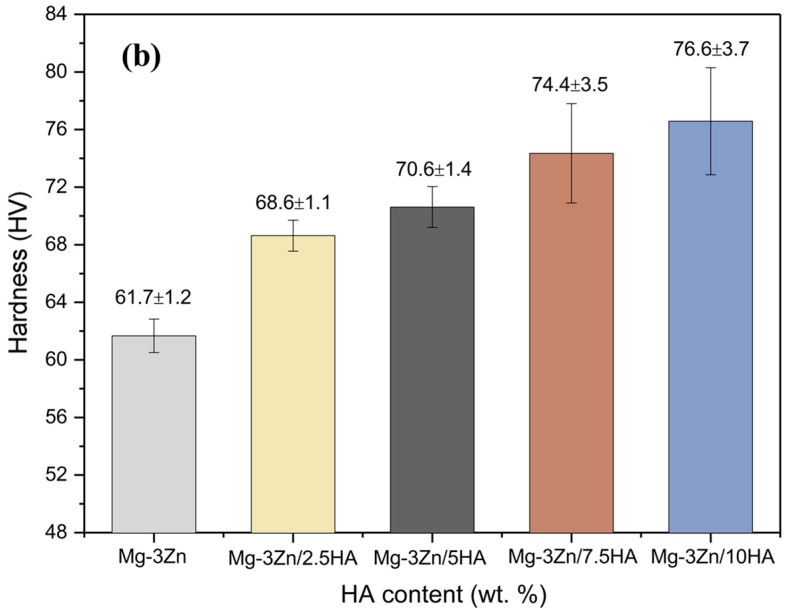 (b)
84
80
76
72
68
64
60
56
52
48
Hardness (HV)
61.7±1.2
68.6±1.1
70.6±1.4
74.4±3.5
76.6±3.7
Mg-3Zn
Mg-3Zn/2.5HA
Mg-3Zn/5HA
Mg-3Zn/7.5HA
Mg-3Zn/10HA
HA content (wt. %)